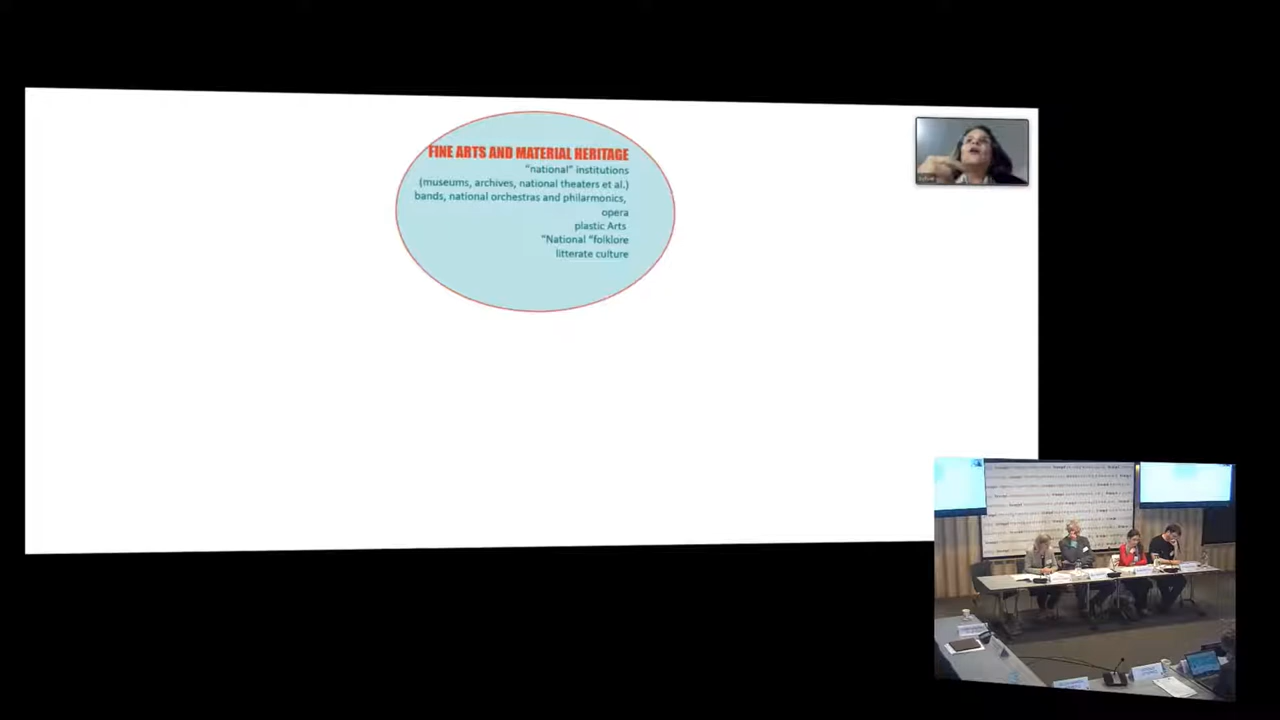 FINE ARTS AND MATERIAL HERITAGE
"national" institutions
(museums, archives, national theaters et al.)
bands, national orchestras and philarmonics,
opera
plastic Arts
"National "folklore
litterate culture